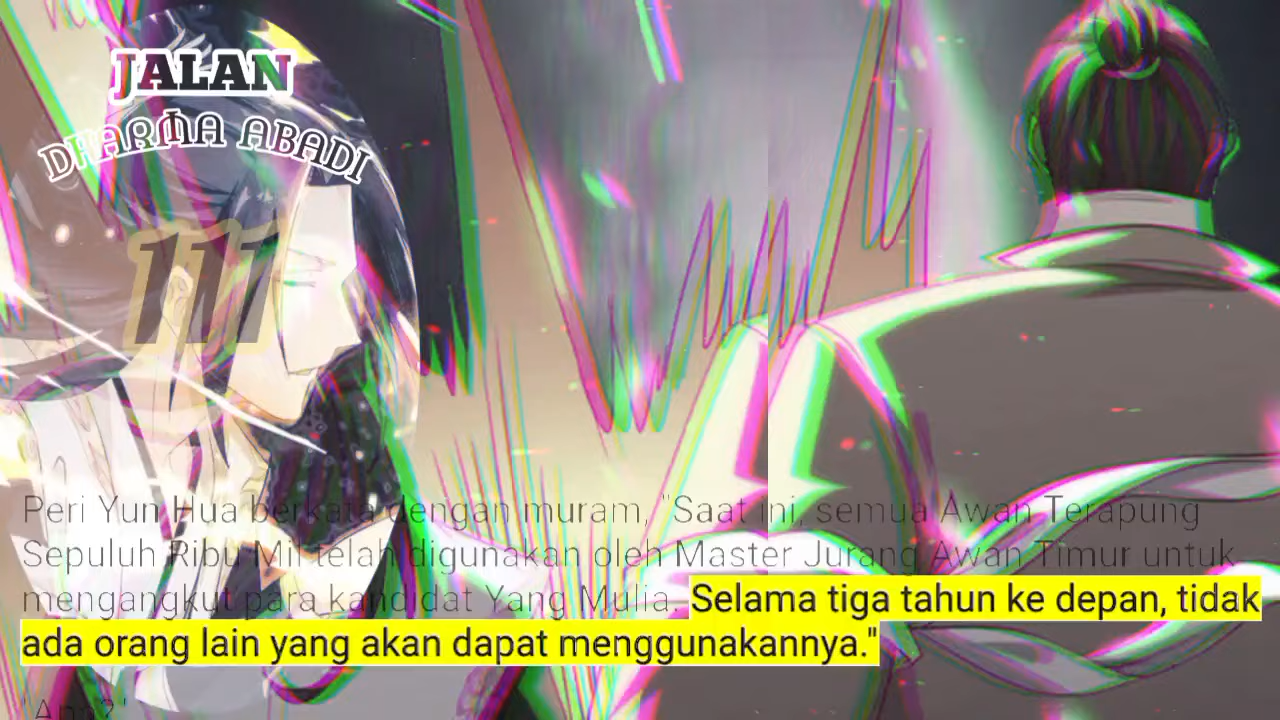 JALAN
DHARMA ABADI
111
Peri Yun Hua berkata dengan muram, "Saat ini, semua Awan Terapung
Sepuluh Ribu Mil telah digunakan oleh Master Jurang Awan Timur untuk
mengangkut para kandidat Yang Mulia. Selama tiga tahun ke depan, tidak
ada orang lain yang akan dapat menggunakannya."
'Apa?'